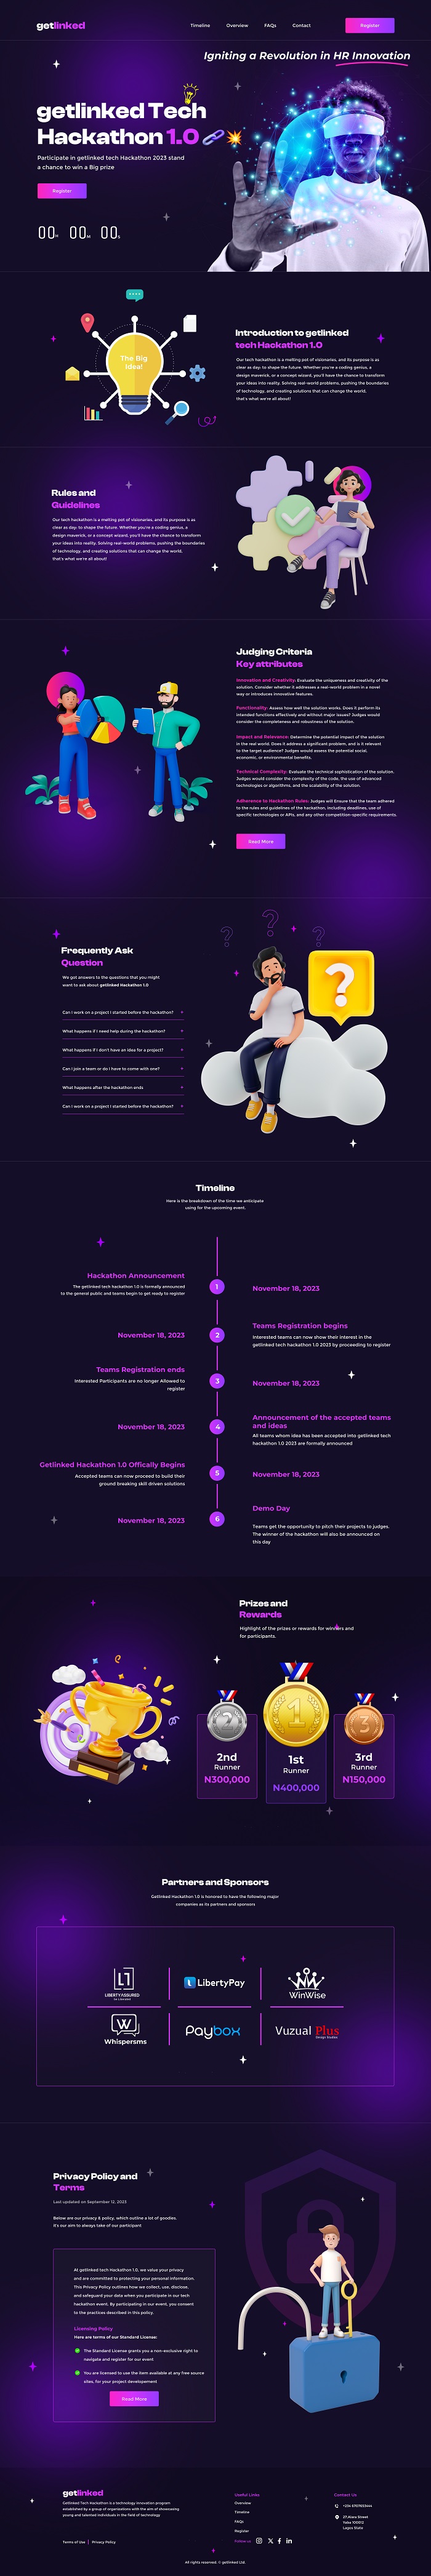 getlinked
Timeline
Overview
FAQs
Contact
Register
Igniting a Revolution in HR Innovation
getlinked Tech
Hackathon 1.0
Participate in getlinked tech Hackathon 2023 stand
a chance to win a Big prize
Register
00H 00M 00S
The Big
Idea!
Introduction to getlinked
tech Hackathon 1.0
Our tech hackathon is a melting pot of visionaries, and its purpose is as
clear as day: to shape the future. Whether you're a coding genius, a
design maverick, or a concept wizard, you'll have the chance to transform
your ideas into reality. Solving real-world problems, pushing the boundaries
of technology, and creating solutions that can change the world,
that's what we're all about!
Rules and
Guidelines
Our tech hackathon is a melting pot of visionaries, and its purpose is as
clear as day: to shape the future. Whether you're a coding genius, a
design maverick, or a concept wizard, you'll have the chance to transform
your ideas into reality. Solving real-world problems, pushing the boundaries
of technology, and creating solutions that can change the world,
that's what we're all about!
Judging Criteria
Key attributes
Innovation and Creativity: Evaluate the uniqueness and creativity of the
solution. Consider whether it addresses a real-world problem in a novel
way or introduces innovative features.
Functionality: Assess how well the solution works. Does it perform its
intended functions effectively and without major issues? Judges would
consider the completeness and robustness of the solution.
Impact and Relevance: Determine the potential impact of the solution
in the real world. Does it address a significant problem, and is it relevant
to the target audience? Judges would assess the potential social,
economic, or environmental benefits.
Technical Complexity: Evaluate the technical sophistication of the solution.
Judges would consider the complexity of the code, the use of advanced
technologies or algorithms, and the scalability of the solution.
Adherence to Hackathon Rules: Judges will Ensure that the team adhered
to the rules and guidelines of the hackathon, including deadlines, use of
specific technologies or APIs, and any other competition-specific requirements.
Read More
Frequently Ask
Question
We got answers to the questions that you might
want to ask about getlinked Hackathon 1.0
Can I work on a project I started before the hackathon? +
What happens if I need help during the hackathon? +
What happens if I don't have an idea for a project? +
Can I join a team or do I have to come with one? +
What happens after the hackathon ends +
Can I work on a project I started before the hackathon? +
? ? ?
?
Timeline
Here is the breakdown of the time we anticipate
using for the upcoming event.
Hackathon Announcement
The getlinked tech hackathon 1.0 is formally announced
to the general public and teams begin to get ready to register
1
November 18, 2023
Teams Registration begins
November 18, 2023
2
Interested teams can now show their interest in the
getlinked tech hackathon 1.0 2023 by proceeding to register
Teams Registration ends
Interested Participants are no longer Allowed to
register
3
November 18, 2023
Announcement of the accepted teams
and ideas
November 18, 2023
4
All teams whom idea has been accepted into getlinked tech
hackathon 1.0 2023 are formally announced
Getlinked Hackathon 1.0 Offically Begins
Accepted teams can now proceed to build their
ground breaking skill driven solutions
5
November 18, 2023
Demo Day
November 18, 2023
6
Teams get the opportunity to pitch their projects to judges.
The winner of the hackathon will also be announced on
this day
Prizes and
Rewards
Highlight of the prizes or rewards for winners and
for participants.
2
1
3
2nd
Runner
N300,000
1st
Runner
N400,000
3rd
Runner
N150,000
Partners and Sponsors
Getlinked Hackathon 1.0 is honored to have the following major
companies as its partners and sponsors
LIBERTY ASSURED
LibertyPay
WinWise
Whispersms
Paybox
Vuzual Plus
Privacy Policy and
Terms
Last updated on September 12, 2023
Below are our privacy & policy, which outline a lot of goodies.
it's our aim to always take of our participant
At getlinked tech Hackathon 1.0, we value your privacy
and are committed to protecting your personal information.
This Privacy Policy outlines how we collect, use, disclose,
and safeguard your data when you participate in our tech
hackathon event. By participating in our event, you consent
to the practices described in this policy.
Licensing Policy
Here are terms of our Standard License:
The Standard License grants you a non-exclusive right to
navigate and register for our event
You are licensed to use the item available at any free source
sites, for your project developement
Read More
getlinked
Getlinked Tech Hackathon is a technology innovation program
established by a group of organizations with the aim of showcasing
young and talented individuals in the field of technology
Terms of Use | Privacy Policy
Useful Links
Overview
Timeline
FAQs
Register
Follow us
Contact Us
+234 6707653444
27,Alara Street
Yaba 100012
Lagos State
All rights reserved. © getlinked Ltd.